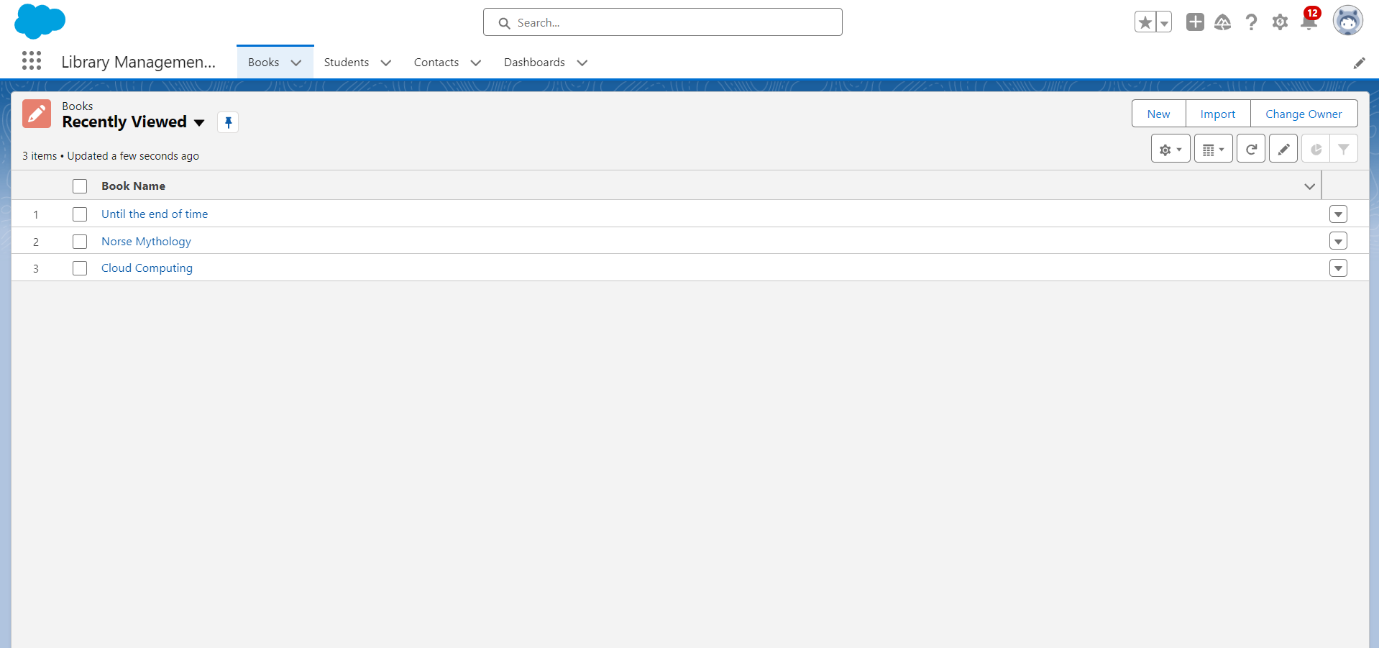 Search...
12
Library Managemen...
Books
Students
Contacts
Dashboards
Books
Recently Viewed
New
Import
Change Owner
3 items • Updated a few seconds ago
Book Name
1 Until the end of time
2 Norse Mythology
3 Cloud Computing